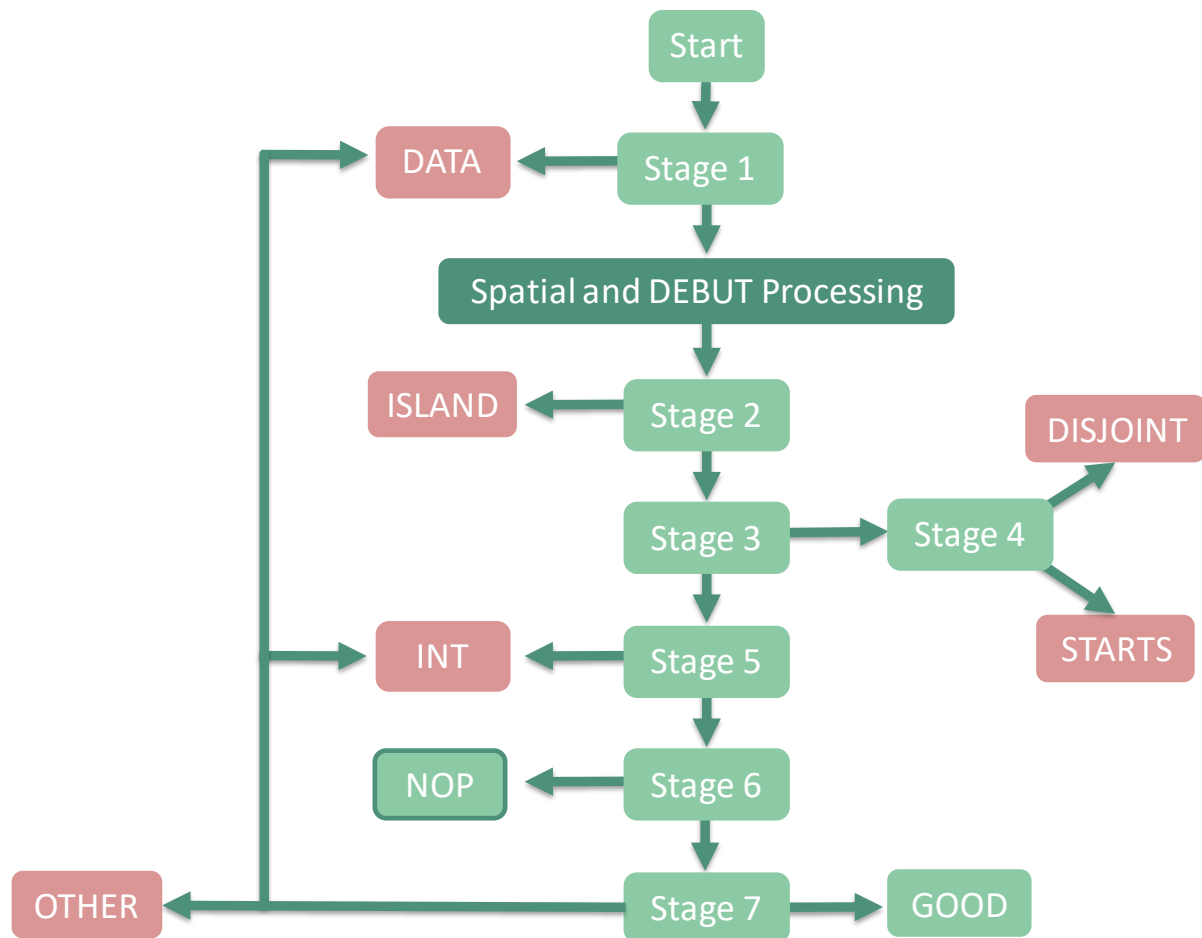 Start
DATA
Stage 1
Spatial and DEBUT Processing
ISLAND
Stage 2
DISJOINT
Stage 3
Stage 4
INT
Stage 5
STARTS
NOP
Stage 6
OTHER
Stage 7
GOOD